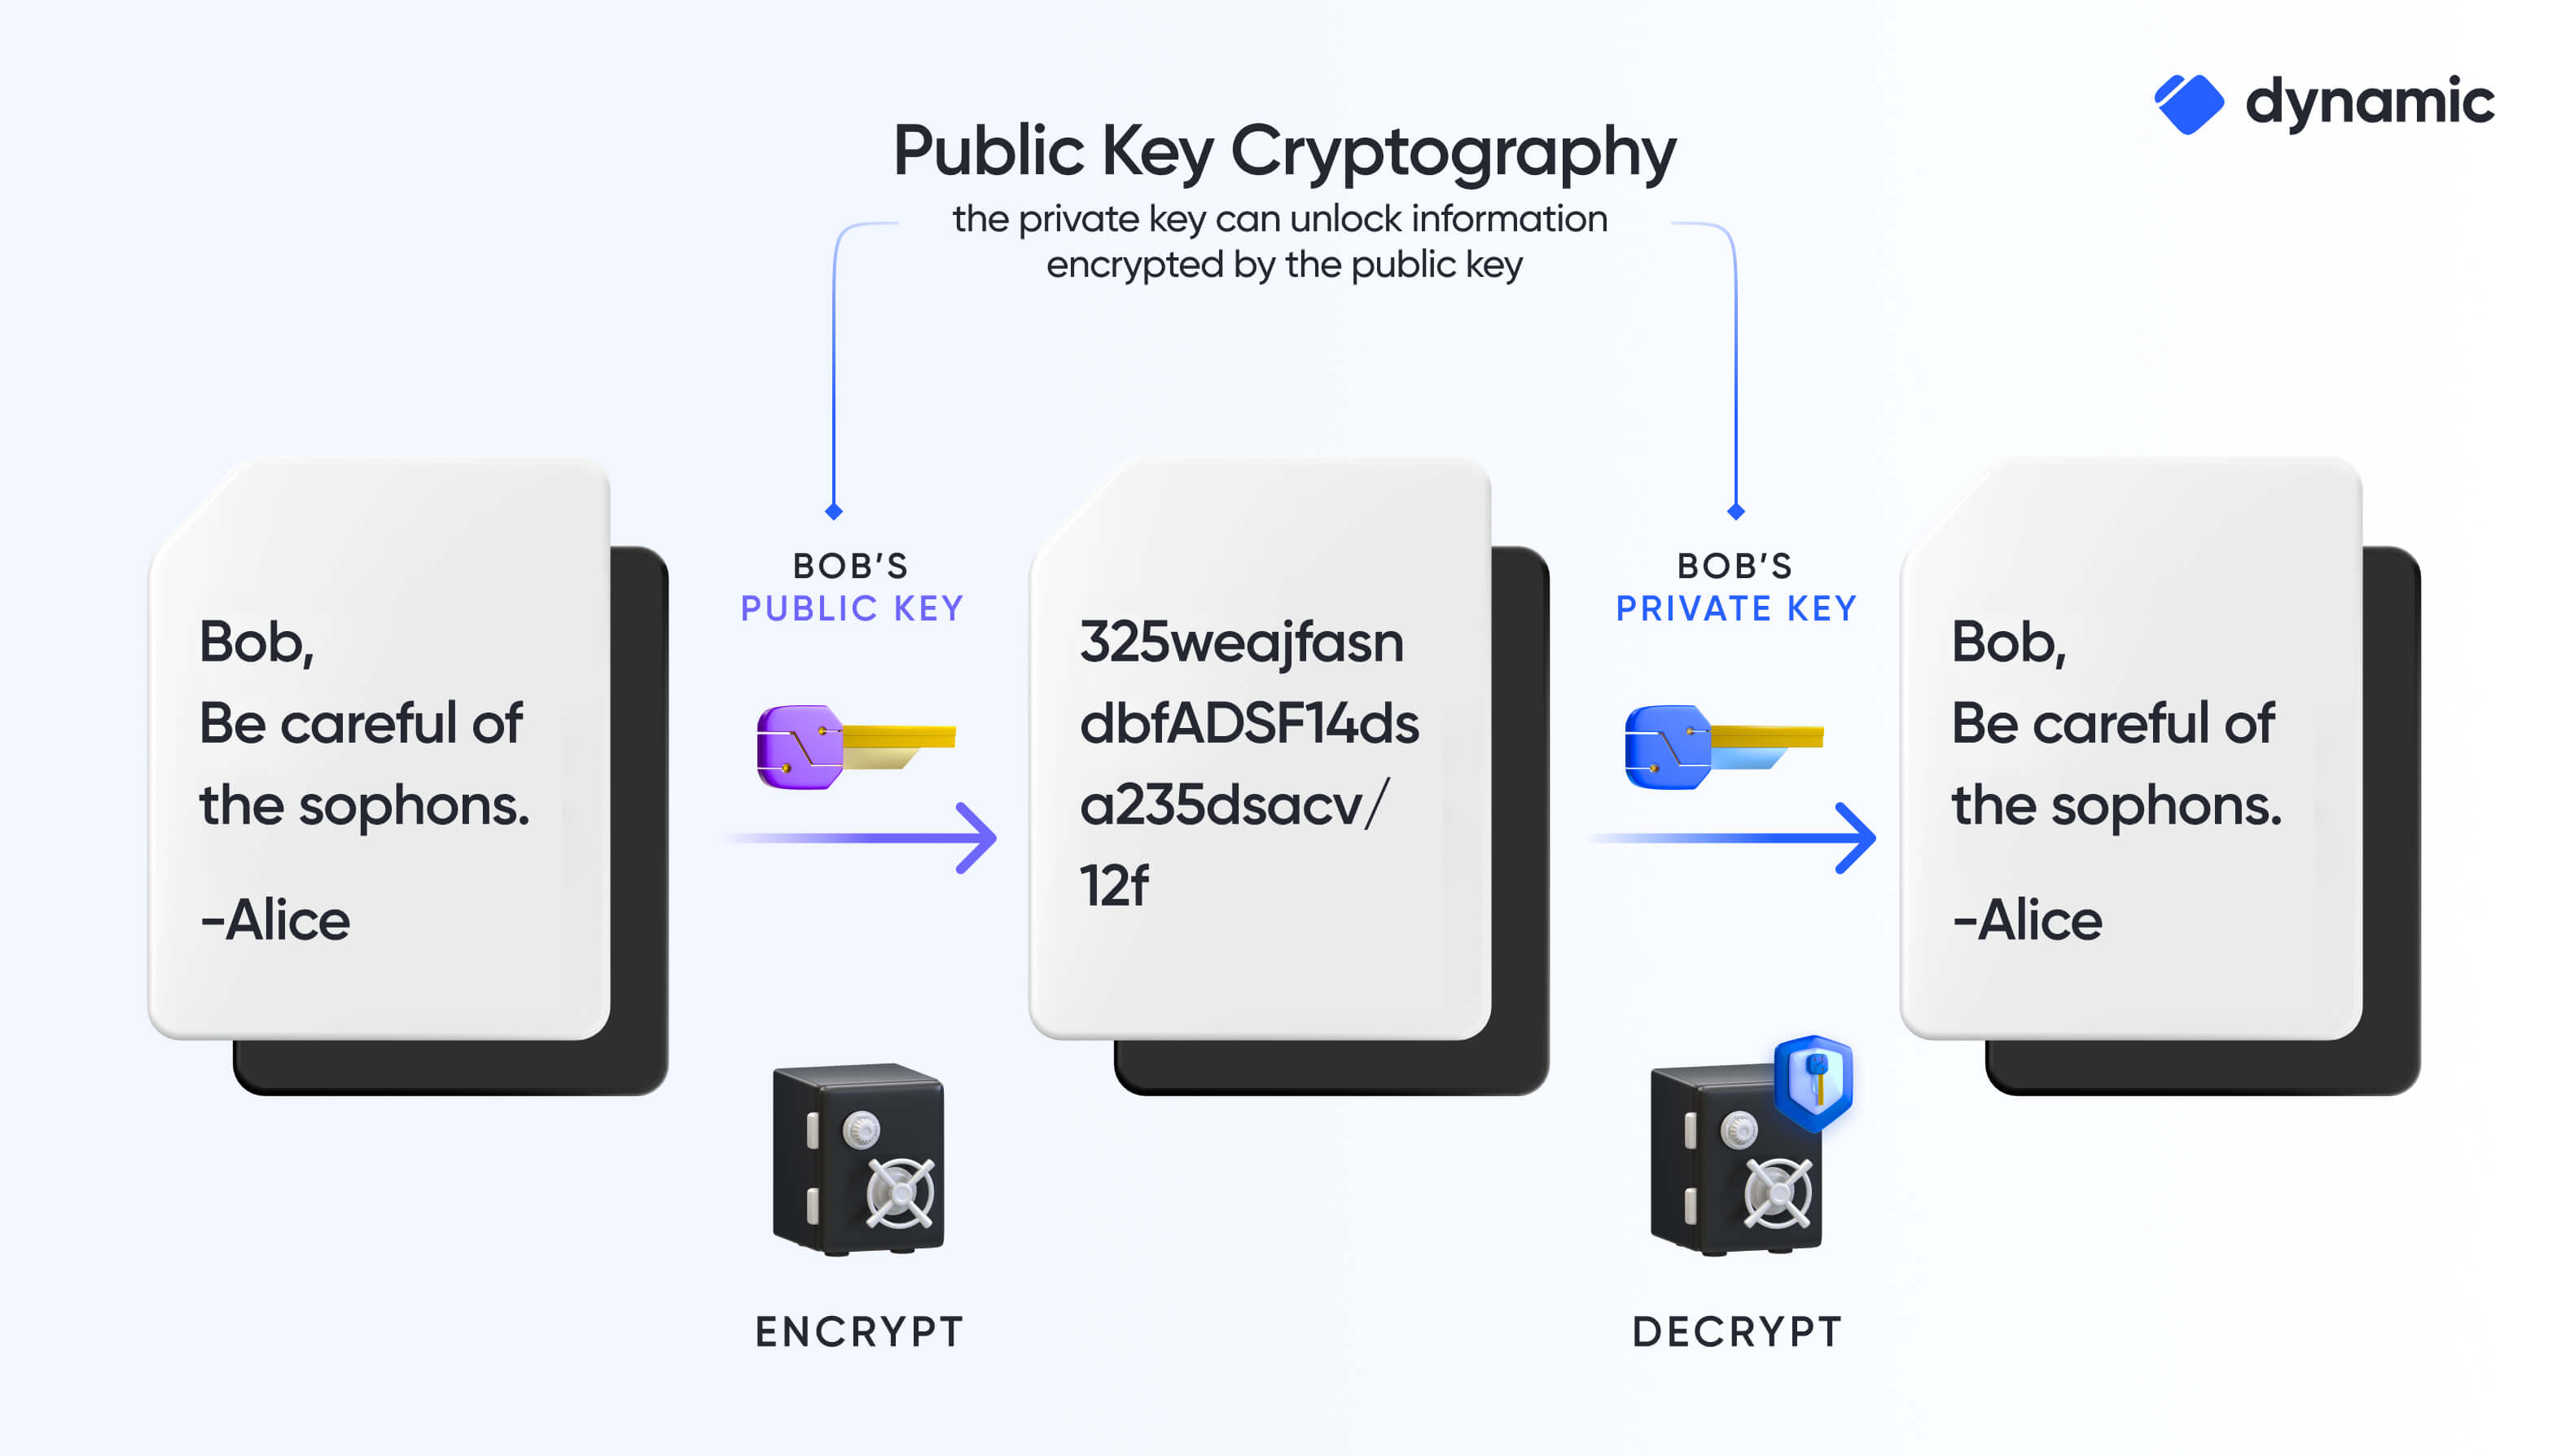 dynamic
Public Key Cryptography
the private key can unlock information
encrypted by the public key
Bob,
Be careful of
the sophons.
-Alice
BOB’S
PUBLIC KEY
ENCRYPT
325weajfasn
dbfADSF14ds
a235dsacv/
12f
BOB’S
PRIVATE KEY
DECRYPT
Bob,
Be careful of
the sophons.
-Alice